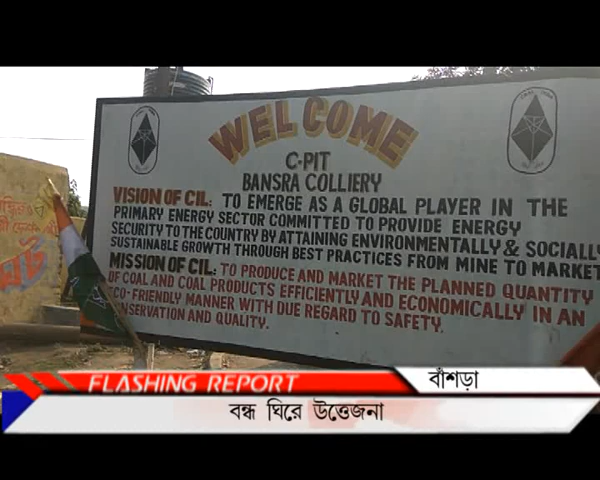 WELCOME
C-PIT
BANSRA COLLIERY
VISION OF CIL: TO EMERGE AS A GLOBAL PLAYER IN THE
PRIMARY ENERGY SECTOR COMMITTED TO PROVIDE ENERGY
SECURITY TO THE COUNTRY BY ATTAINING ENVIRONMENTALLY & SOCIALLY
SUSTAINABLE GROWTH THROUGH BEST PRACTICES FROM MINE TO MARKET
MISSION OF CIL: TO PRODUCE AND MARKET THE PLANNED QUANTITY
OF COAL AND COAL PRODUCTS EFFICIENTLY AND ECONOMICALLY IN AN
ECO-FRIENDLY MANNER WITH DUE REGARD TO SAFETY,
CONSERVATION AND QUALITY.
FLASHING REPORT
বাঁশড়া
বন্ধ ঘিরে উত্তেজনা